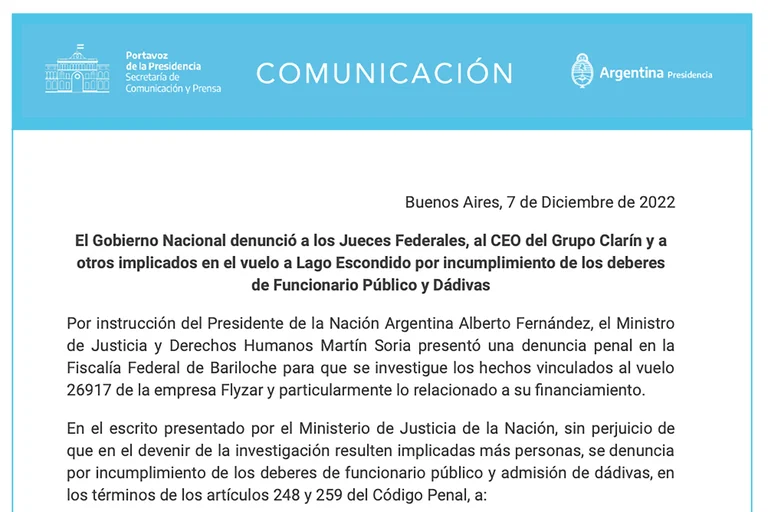 Portavoz
de la Presidencia
Secretaría de
Comunicación y Prensa
COMUNICACIÓN
Argentina Presidencia
Buenos Aires, 7 de Diciembre de 2022
El Gobierno Nacional denunció a los Jueces Federales, al CEO del Grupo Clarín y a
otros implicados en el vuelo a Lago Escondido por incumplimiento de los deberes
de Funcionario Público y Dádivas
Por instrucción del Presidente de la Nación Argentina Alberto Fernández, el Ministro
de Justicia y Derechos Humanos Martín Soria presentó una denuncia penal en la
Fiscalía Federal de Bariloche para que se investigue los hechos vinculados al vuelo
26917 de la empresa Flyzar y particularmente lo relacionado a su financiamiento.
En el escrito presentado por el Ministerio de Justicia de la Nación, sin perjuicio de
que en el devenir de la investigación resulten implicadas más personas, se denuncia
por incumplimiento de los deberes de funcionario público y admisión de dádivas, en
los términos de los artículos 248 y 259 del Código Penal, a: